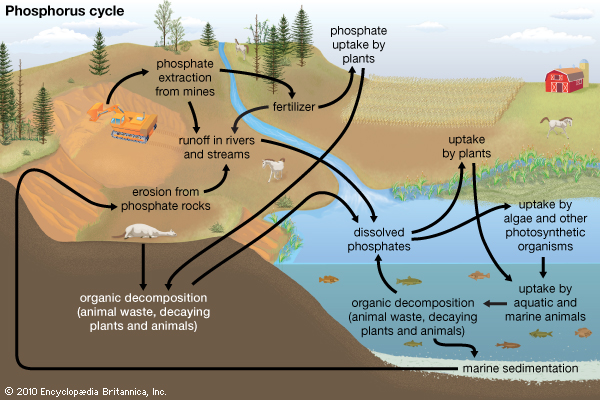 Phosphorus cycle
phosphate
uptake by
plants
phosphate
extraction
from mines
fertilizer
runoff in rivers
and streams
uptake
by plants
erosion from
phosphate rocks
uptake by
algae and other
photosynthetic
organisms
dissolved
phosphates
organic decomposition
(animal waste, decaying
plants and animals)
organic decomposition
(animal waste, decaying
plants and animals)
uptake by
aquatic and
marine animals
marine sedimentation
© 2010 Encyclopædia Britannica, Inc.